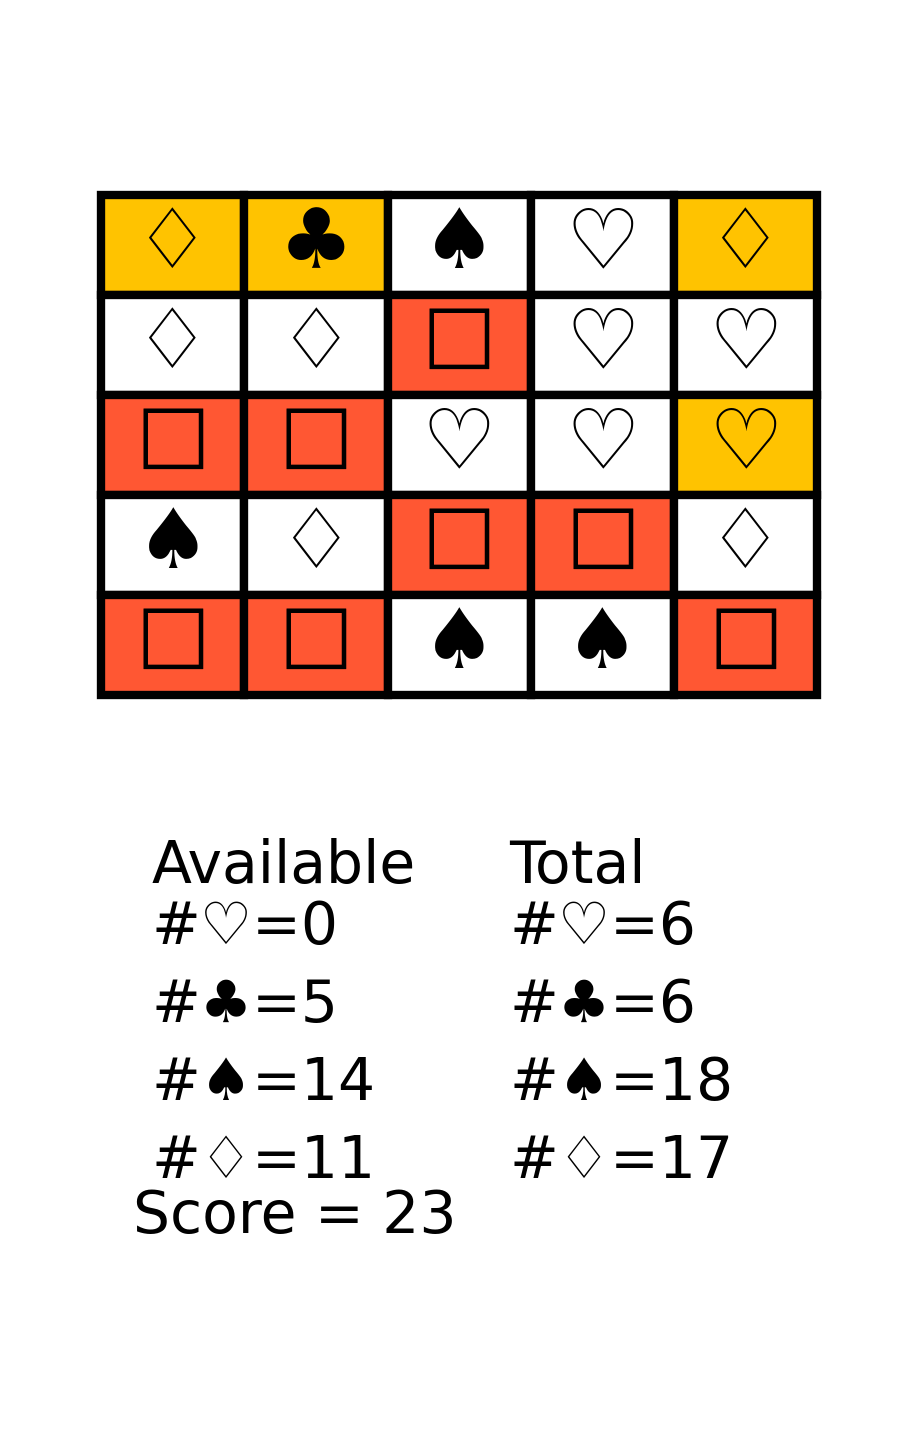 ♢ ♣ ♠ ♡ ♢
♢ ♢ □ ♡ ♡
□ □ ♡ ♡ ♡
♠ ♢ □ □ ♢
□ □ ♠ ♠ □
Available Total
#♡=0 #♡=6
#♣=5 #♣=6
#♠=14 #♠=18
#♢=11 #♢=17
Score = 23